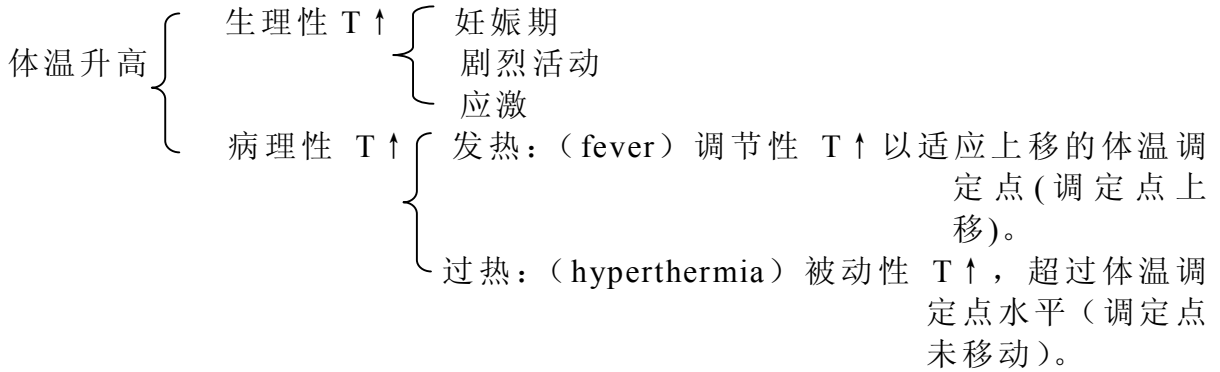 体温升高
生理性 T↑
妊娠期
剧烈活动
应激
病理性 T↑
发热：（fever）调节性 T↑以适应上移的体温调
定点(调定点上
移)。
过热：（hyperthermia）被动性 T↑，超过体温调
定点水平（调定点
未移动）。